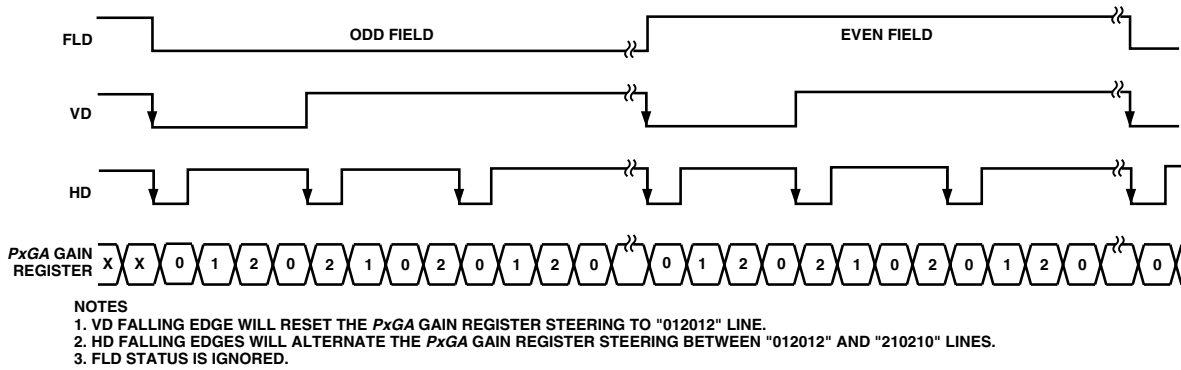 FLD
ODD FIELD
EVEN FIELD
VD
HD
PxGA GAIN
REGISTER
X X 0 1 2 0 2 1 0 2 0 1 2 0 0 1 2 0 2 1 0 2 0 1 2 0 0
NOTES
1. VD FALLING EDGE WILL RESET THE PxGA GAIN REGISTER STEERING TO "012012" LINE.
2. HD FALLING EDGES WILL ALTERNATE THE PxGA GAIN REGISTER STEERING BETWEEN "012012" AND "210210" LINES.
3. FLD STATUS IS IGNORED.